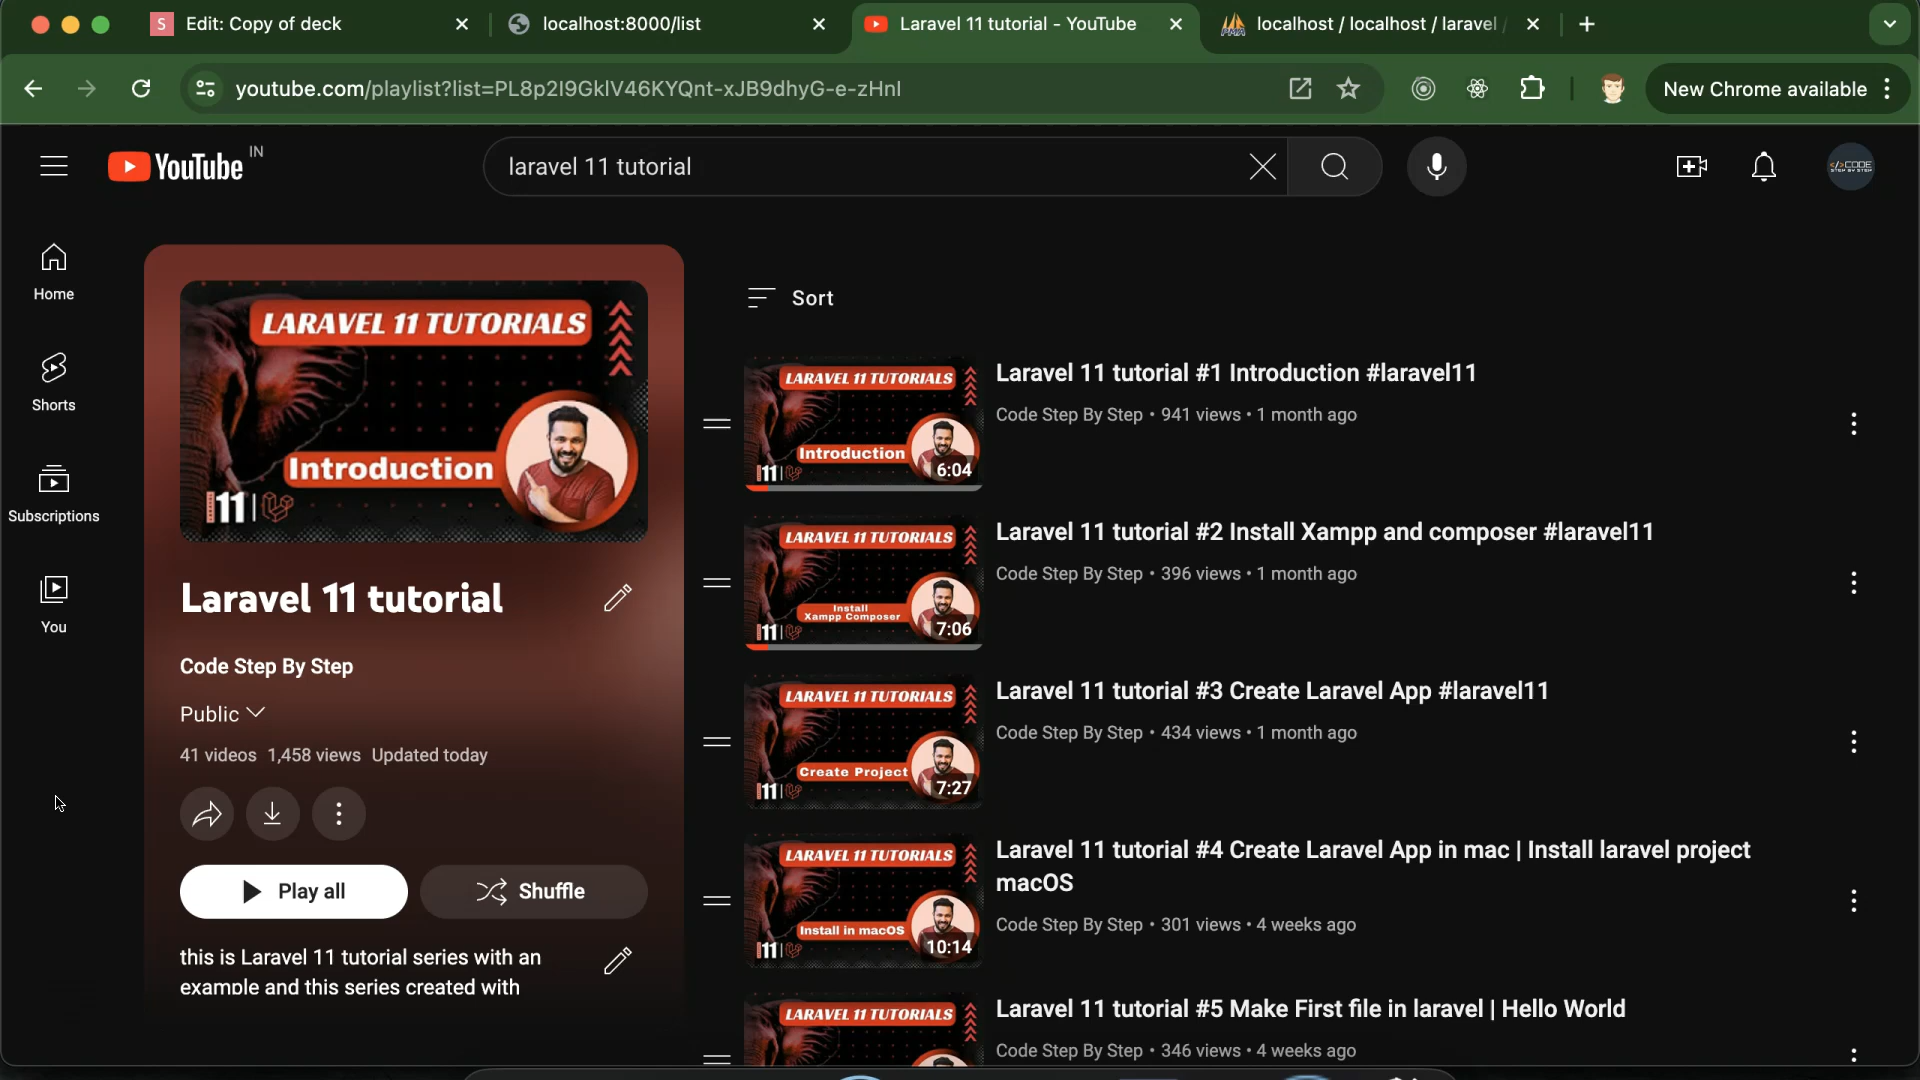 S Edit: Copy of deck
localhost:8000/list
Laravel 11 tutorial - YouTube
localhost / localhost / laravel
youtube.com/playlist?list=PL8p2I9GklV46KYQnt-xJB9dhyG-e-zHnI
New Chrome available
YouTube IN
laravel 11 tutorial
Home
Shorts
Subscriptions
You
LARAVEL 11 TUTORIALS
Introduction
11
Laravel 11 tutorial
Code Step By Step
Public
41 videos 1,458 views Updated today
Play all
Shuffle
this is Laravel 11 tutorial series with an
example and this series created with
Sort
LARAVEL 11 TUTORIALS
Introduction
11
6:04
Laravel 11 tutorial #1 Introduction #laravel11
Code Step By Step • 941 views • 1 month ago
LARAVEL 11 TUTORIALS
Install
Xampp Composer
11
7:06
Laravel 11 tutorial #2 Install Xampp and composer #laravel11
Code Step By Step • 396 views • 1 month ago
LARAVEL 11 TUTORIALS
Create Project
11
7:27
Laravel 11 tutorial #3 Create Laravel App #laravel11
Code Step By Step • 434 views • 1 month ago
LARAVEL 11 TUTORIALS
Install in macOS
11
10:14
Laravel 11 tutorial #4 Create Laravel App in mac | Install laravel project
macOS
Code Step By Step • 301 views • 4 weeks ago
LARAVEL 11 TUTORIALS
Laravel 11 tutorial #5 Make First file in laravel | Hello World
Code Step By Step • 346 views • 4 weeks ago